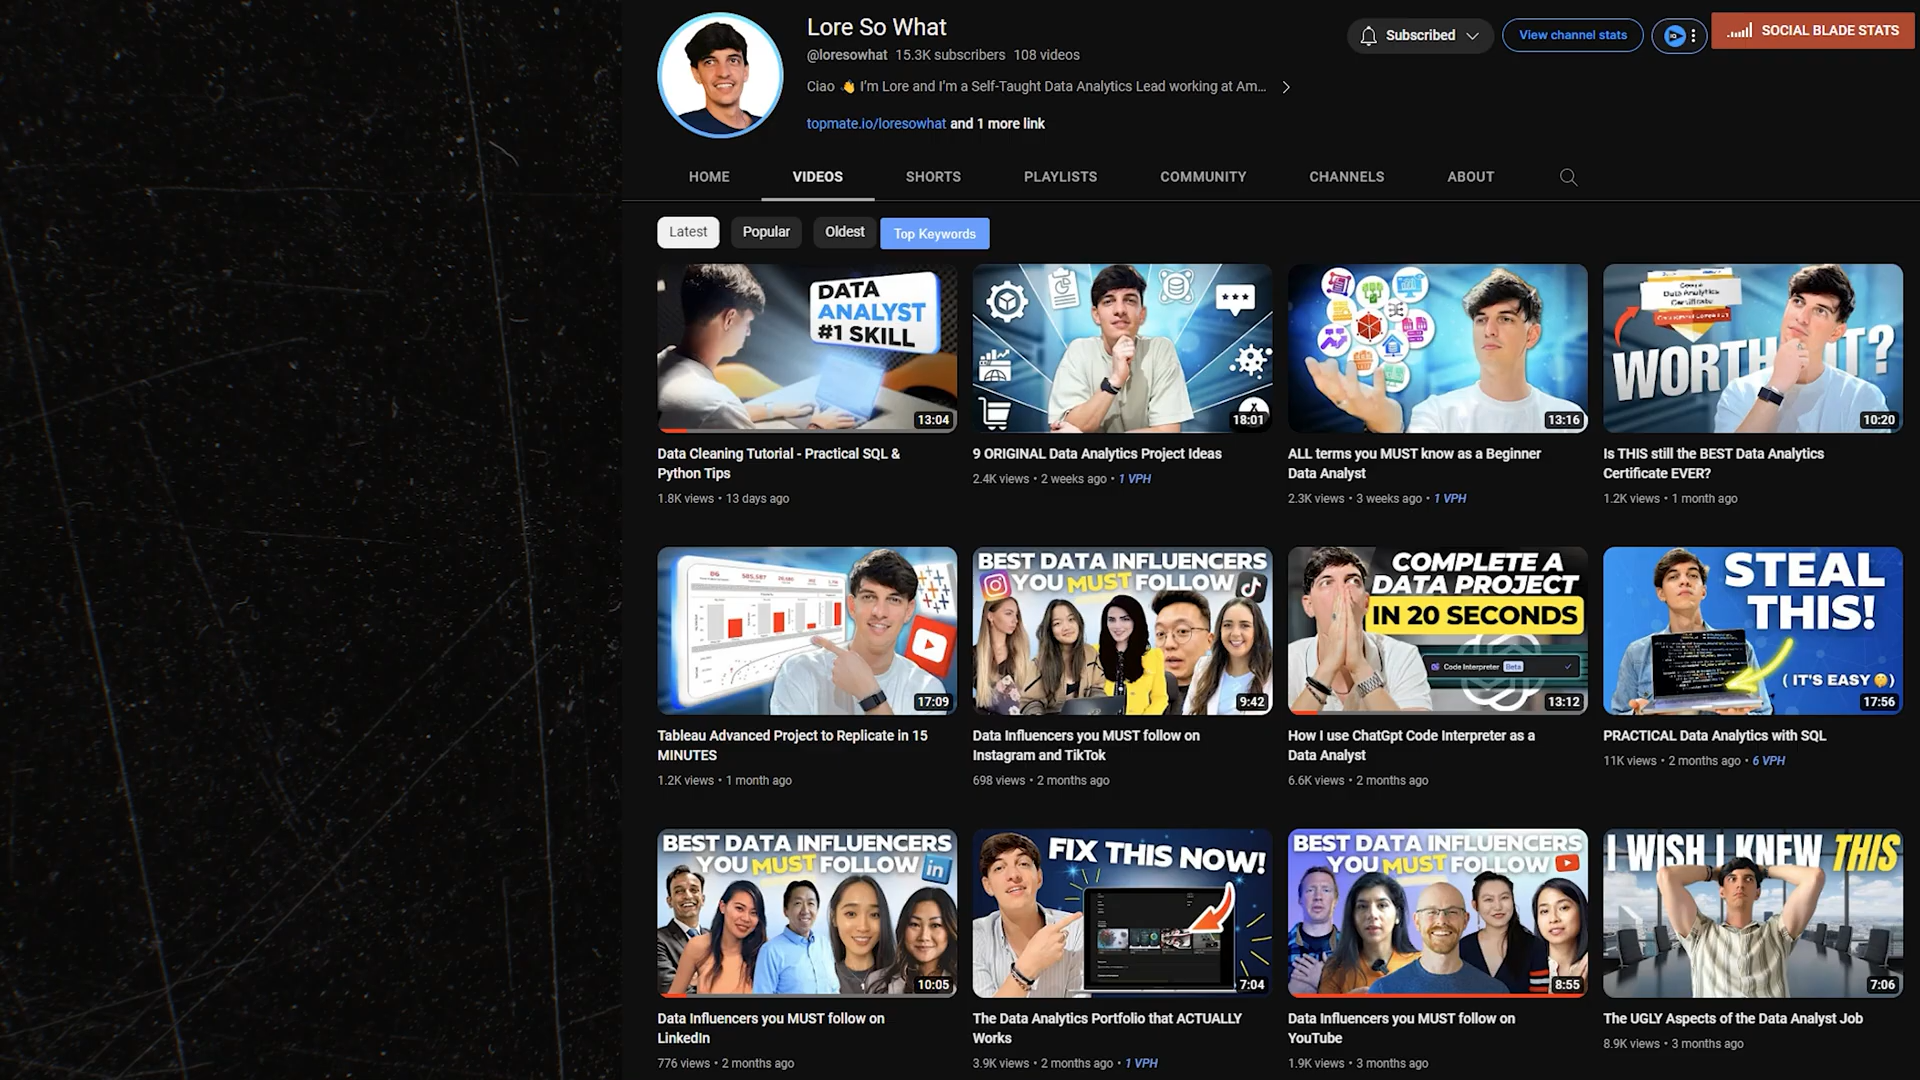 Lore So What
@loresowhat 15.3K subscribers 108 videos
Ciao 👋 I'm Lore and I'm a Self-Taught Data Analytics Lead working at Am...
topmate.io/loresowhat and 1 more link
Subscribed
View channel stats
SOCIAL BLADE STATS
HOME VIDEOS SHORTS PLAYLISTS COMMUNITY CHANNELS ABOUT
Latest Popular Oldest Top Keywords
DATA
ANALYST
#1 SKILL
13:04
18:01
13:16
Data Analytics
Certificate
WORTH IT?
10:20
Data Cleaning Tutorial - Practical SQL &
Python Tips
1.8K views • 13 days ago
9 ORIGINAL Data Analytics Project Ideas
2.4K views • 2 weeks ago • 1 VPH
ALL terms you MUST know as a Beginner
Data Analyst
2.3K views • 3 weeks ago • 1 VPH
Is THIS still the BEST Data Analytics
Certificate EVER?
1.2K views • 1 month ago
17:09
BEST DATA INFLUENCERS
YOU MUST FOLLOW
9:42
COMPLETE A
DATA PROJECT
IN 20 SECONDS
Code Interpreter Beta
13:12
STEAL
THIS!
( IT'S EASY 🤫)
17:56
Tableau Advanced Project to Replicate in 15
MINUTES
1.2K views • 1 month ago
Data Influencers you MUST follow on
Instagram and TikTok
698 views • 2 months ago
How I use ChatGpt Code Interpreter as a
Data Analyst
6.6K views • 2 months ago
PRACTICAL Data Analytics with SQL
11K views • 2 months ago • 6 VPH
BEST DATA INFLUENCERS
YOU MUST FOLLOW
in
10:05
FIX THIS NOW!
7:04
BEST DATA INFLUENCERS
YOU MUST FOLLOW
8:55
I WISH I KNEW THIS
7:06
Data Influencers you MUST follow on
LinkedIn
776 views • 2 months ago
The Data Analytics Portfolio that ACTUALLY
Works
3.9K views • 2 months ago • 1 VPH
Data Influencers you MUST follow on
YouTube
1.9K views • 3 months ago
The UGLY Aspects of the Data Analyst Job
8.9K views • 3 months ago